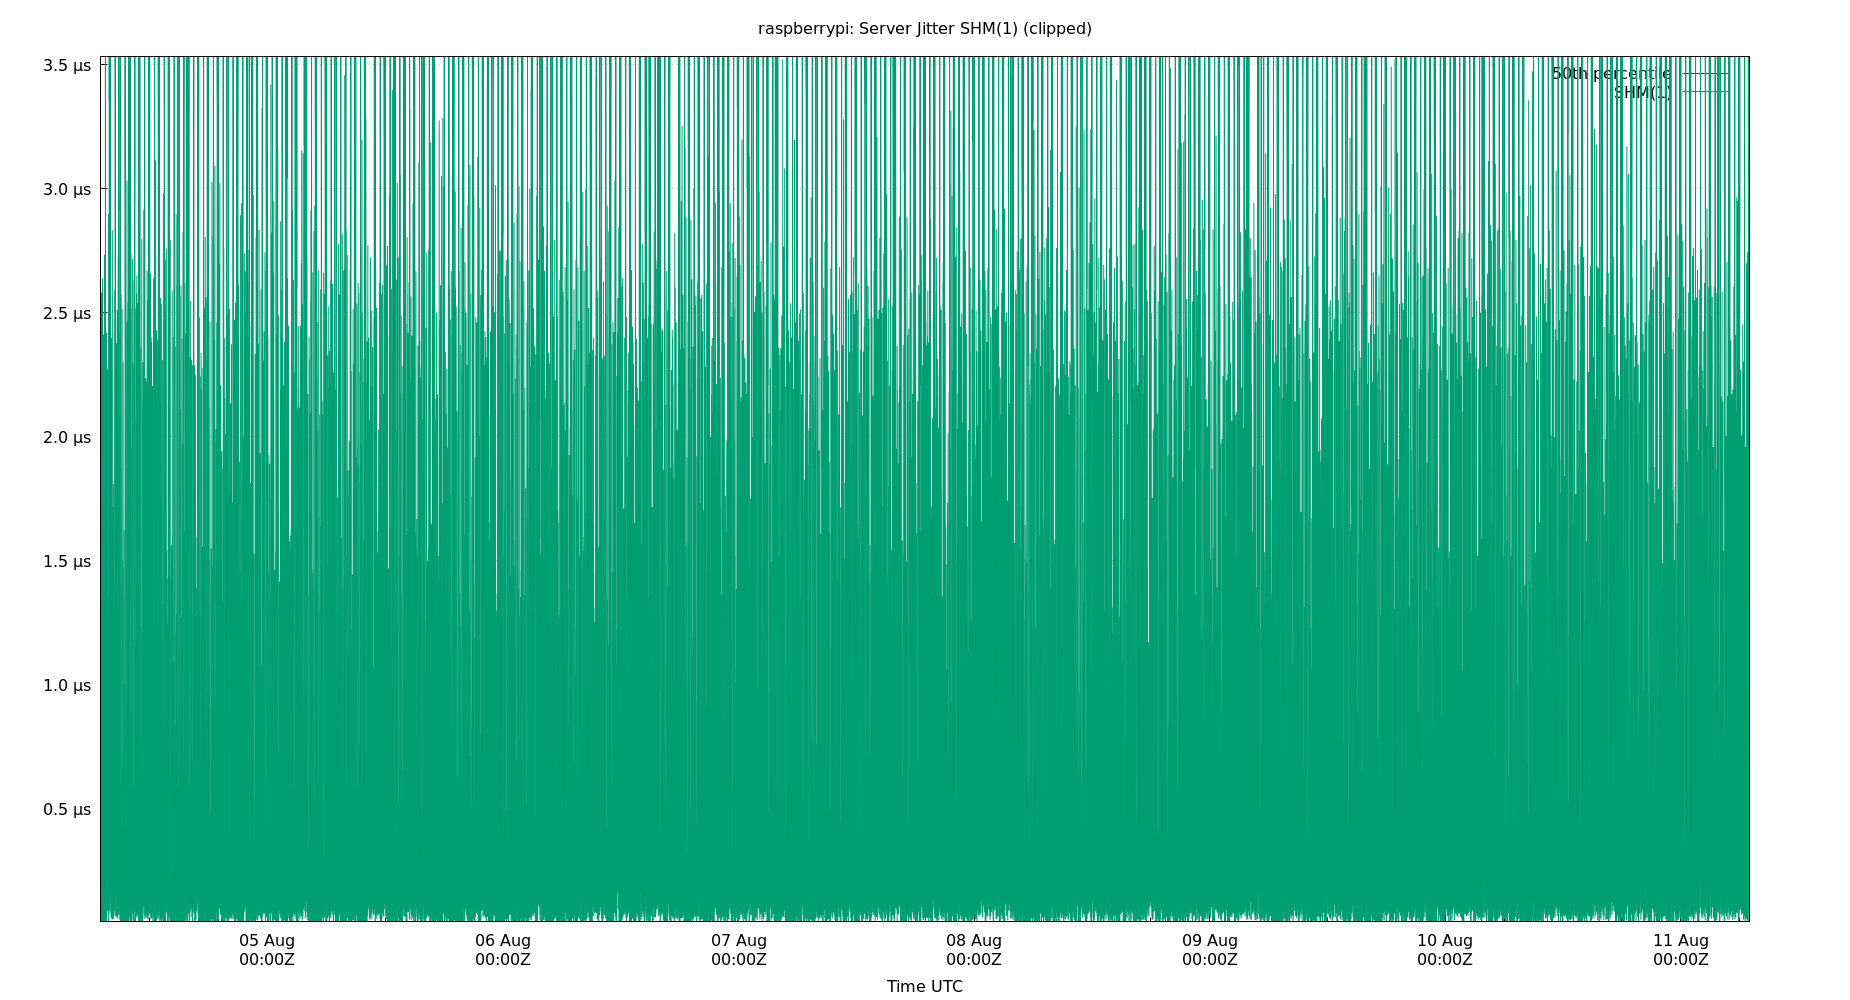 raspberrypi: Server Jitter SHM(1) (clipped)
3.5 µs
50th percentile
SHM(1)
3.0 µs
2.5 µs
2.0 µs
1.5 µs
1.0 µs
0.5 µs
05 Aug 06 Aug 07 Aug 08 Aug 09 Aug 10 Aug 11 Aug
00:00Z 00:00Z 00:00Z 00:00Z 00:00Z 00:00Z 00:00Z
Time UTC